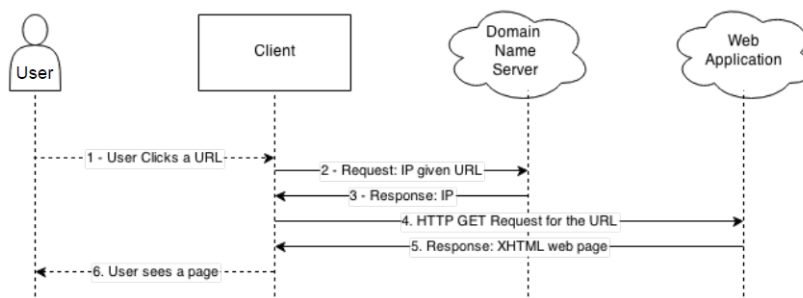 User
Client
Domain
Name
Server
Web
Application
1 - User Clicks a URL
2 - Request: IP given URL
3 - Response: IP
4. HTTP GET Request for the URL
5. Response: XHTML web page
6. User sees a page